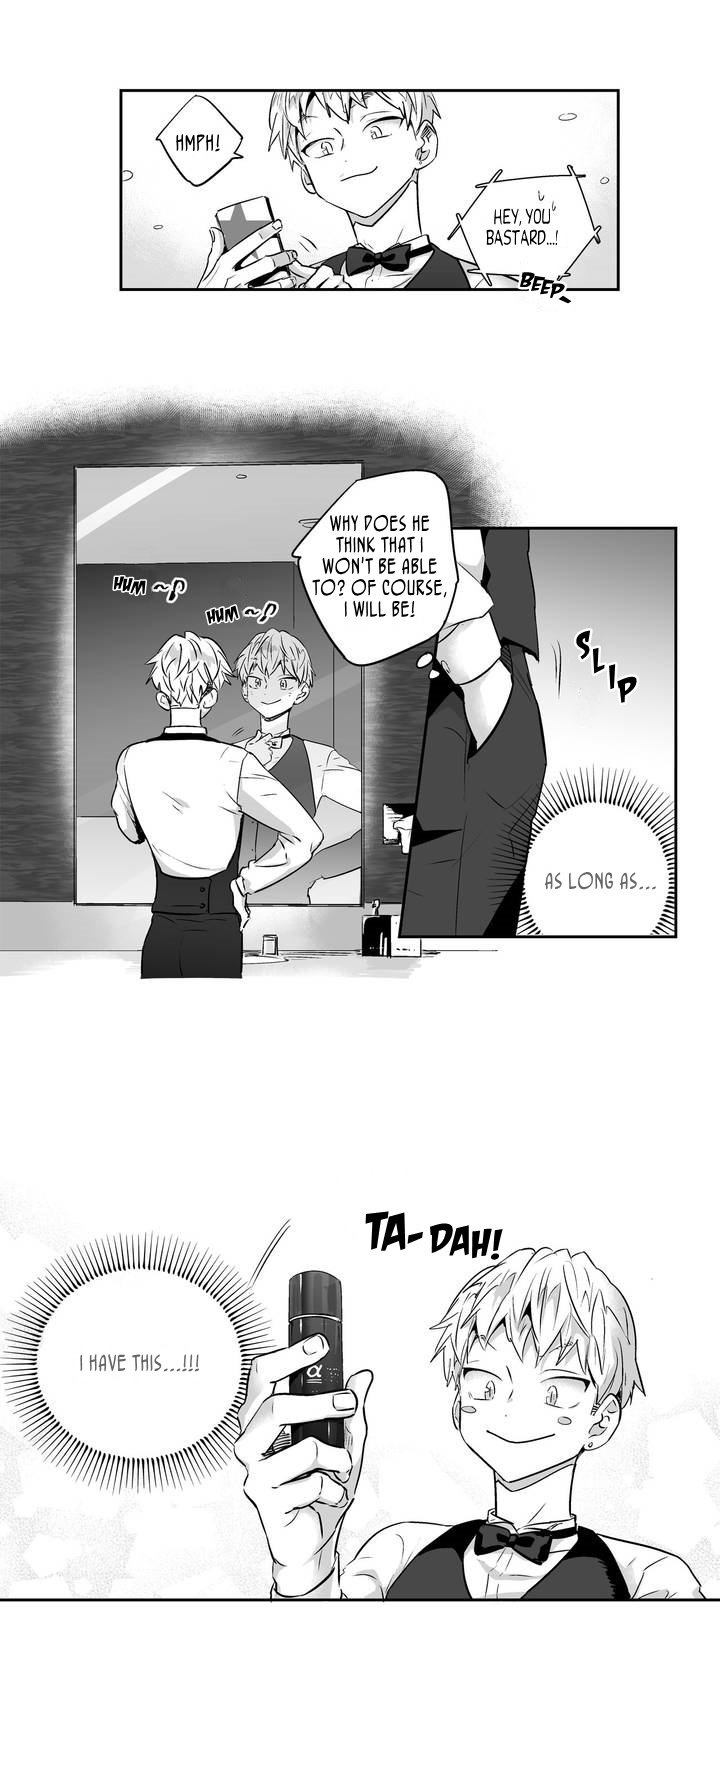 HMPH!
HEY, YOU
BASTARD...!
BEEP-
WHY DOES HE
THINK THAT I
WON'T BE ABLE
TO? OF COURSE,
I WILL BE!
HUM ~♪
HUM ~♪
SLIP
AS LONG AS...
TA-DAH!
I HAVE THIS...!!!
α